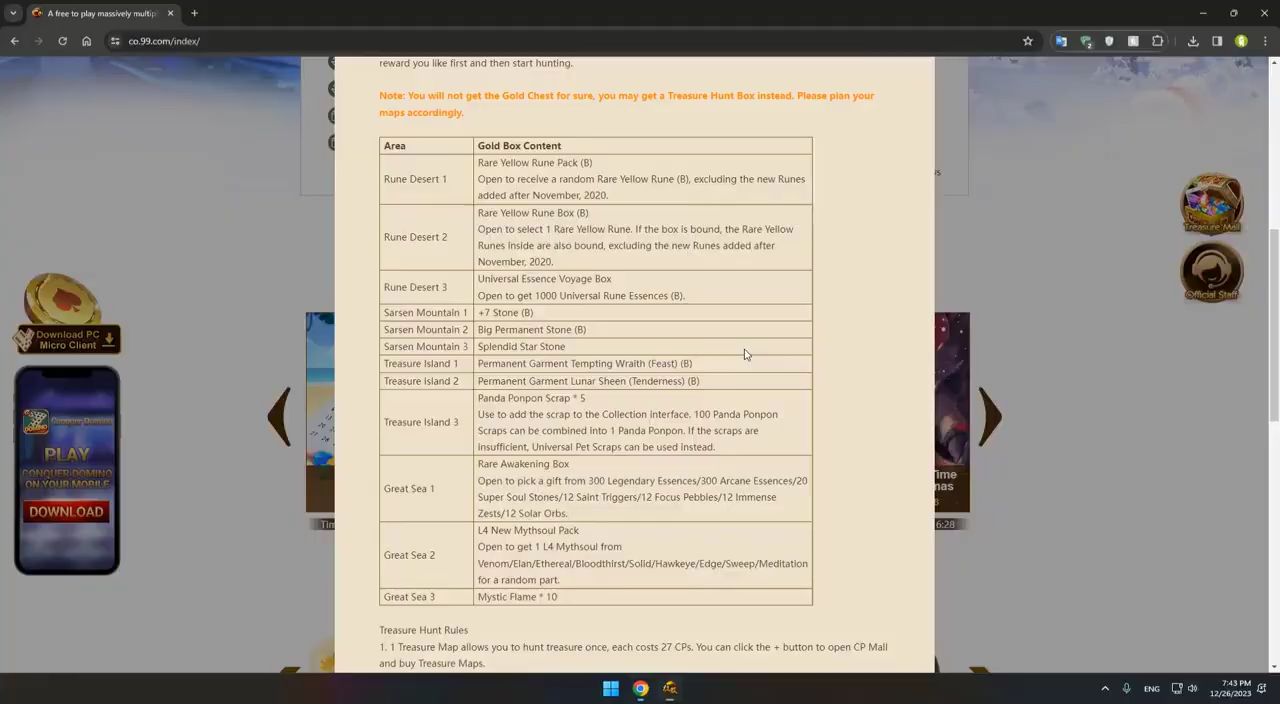 A free to play massively multip
co.99.com/index/
reward you like first and then start hunting.
Note: You will not get the Gold Chest for sure, you may get a Treasure Hunt Box instead. Please plan your
maps accordingly.
Area Gold Box Content
Rune Desert 1
Rare Yellow Rune Pack (B)
Open to receive a random Rare Yellow Rune (B), excluding the new Runes
added after November, 2020.
Rune Desert 2
Rare Yellow Rune Box (B)
Open to select 1 Rare Yellow Rune. If the box is bound, the Rare Yellow
Runes inside are also bound, excluding the new Runes added after
November, 2020.
Rune Desert 3
Universal Essence Voyage Box
Open to get 1000 Universal Rune Essences (B).
Sarsen Mountain 1 +7 Stone (B)
Sarsen Mountain 2 Big Permanent Stone (B)
Sarsen Mountain 3 Splendid Star Stone
Treasure Island 1 Permanent Garment Tempting Wraith (Feast) (B)
Treasure Island 2 Permanent Garment Lunar Sheen (Tenderness) (B)
Treasure Island 3
Panda Ponpon Scrap * 5
Use to add the scrap to the Collection interface. 100 Panda Ponpon
Scraps can be combined into 1 Panda Ponpon. If the scraps are
insufficient, Universal Pet Scraps can be used instead.
Great Sea 1
Rare Awakening Box
Open to pick a gift from 300 Legendary Essences/300 Arcane Essences/20
Super Soul Stones/12 Saint Triggers/12 Focus Pebbles/12 Immense
Zests/12 Solar Orbs.
Great Sea 2
L4 New Mythsoul Pack
Open to get 1 L4 Mythsoul from
Venom/Elan/Ethereal/Bloodthirst/Solid/Hawkeye/Edge/Sweep/Meditation
for a random part.
Great Sea 3 Mystic Flame * 10
Treasure Hunt Rules
1. 1 Treasure Map allows you to hunt treasure once, each costs 27 CPs. You can click the + button to open CP Mall
and buy Treasure Maps.
Download PC
Micro Client
PLAY
CONQUER DOMINO
ON YOUR MOBILE
DOWNLOAD
Treasure Mall
Official Staff
Time
mas
6:28
Tim
ENG
7:43 PM
12/26/2023